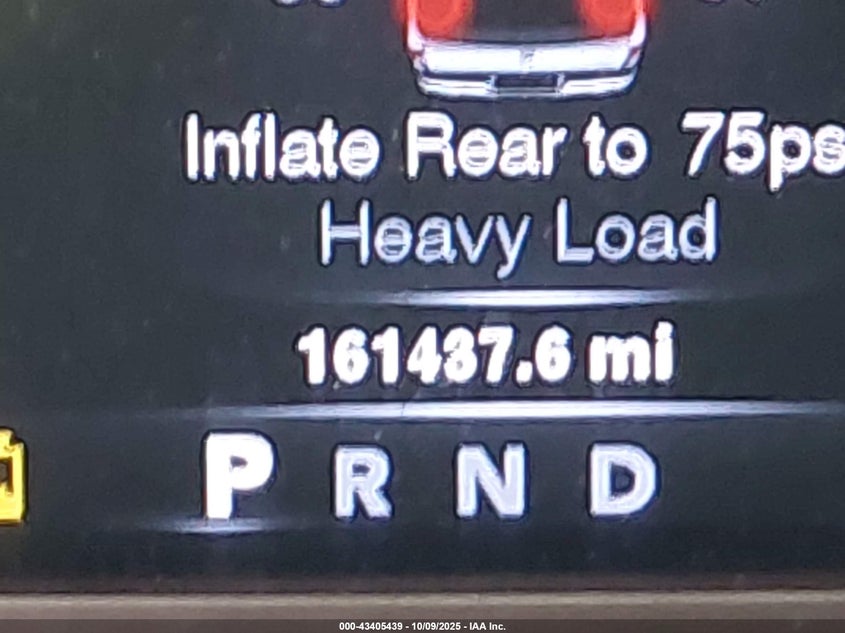 Inflate Rear to 75ps
Heavy Load
161437.6 mi
P R N D
000-43405439 - 10/09/2025 - IAA Inc.